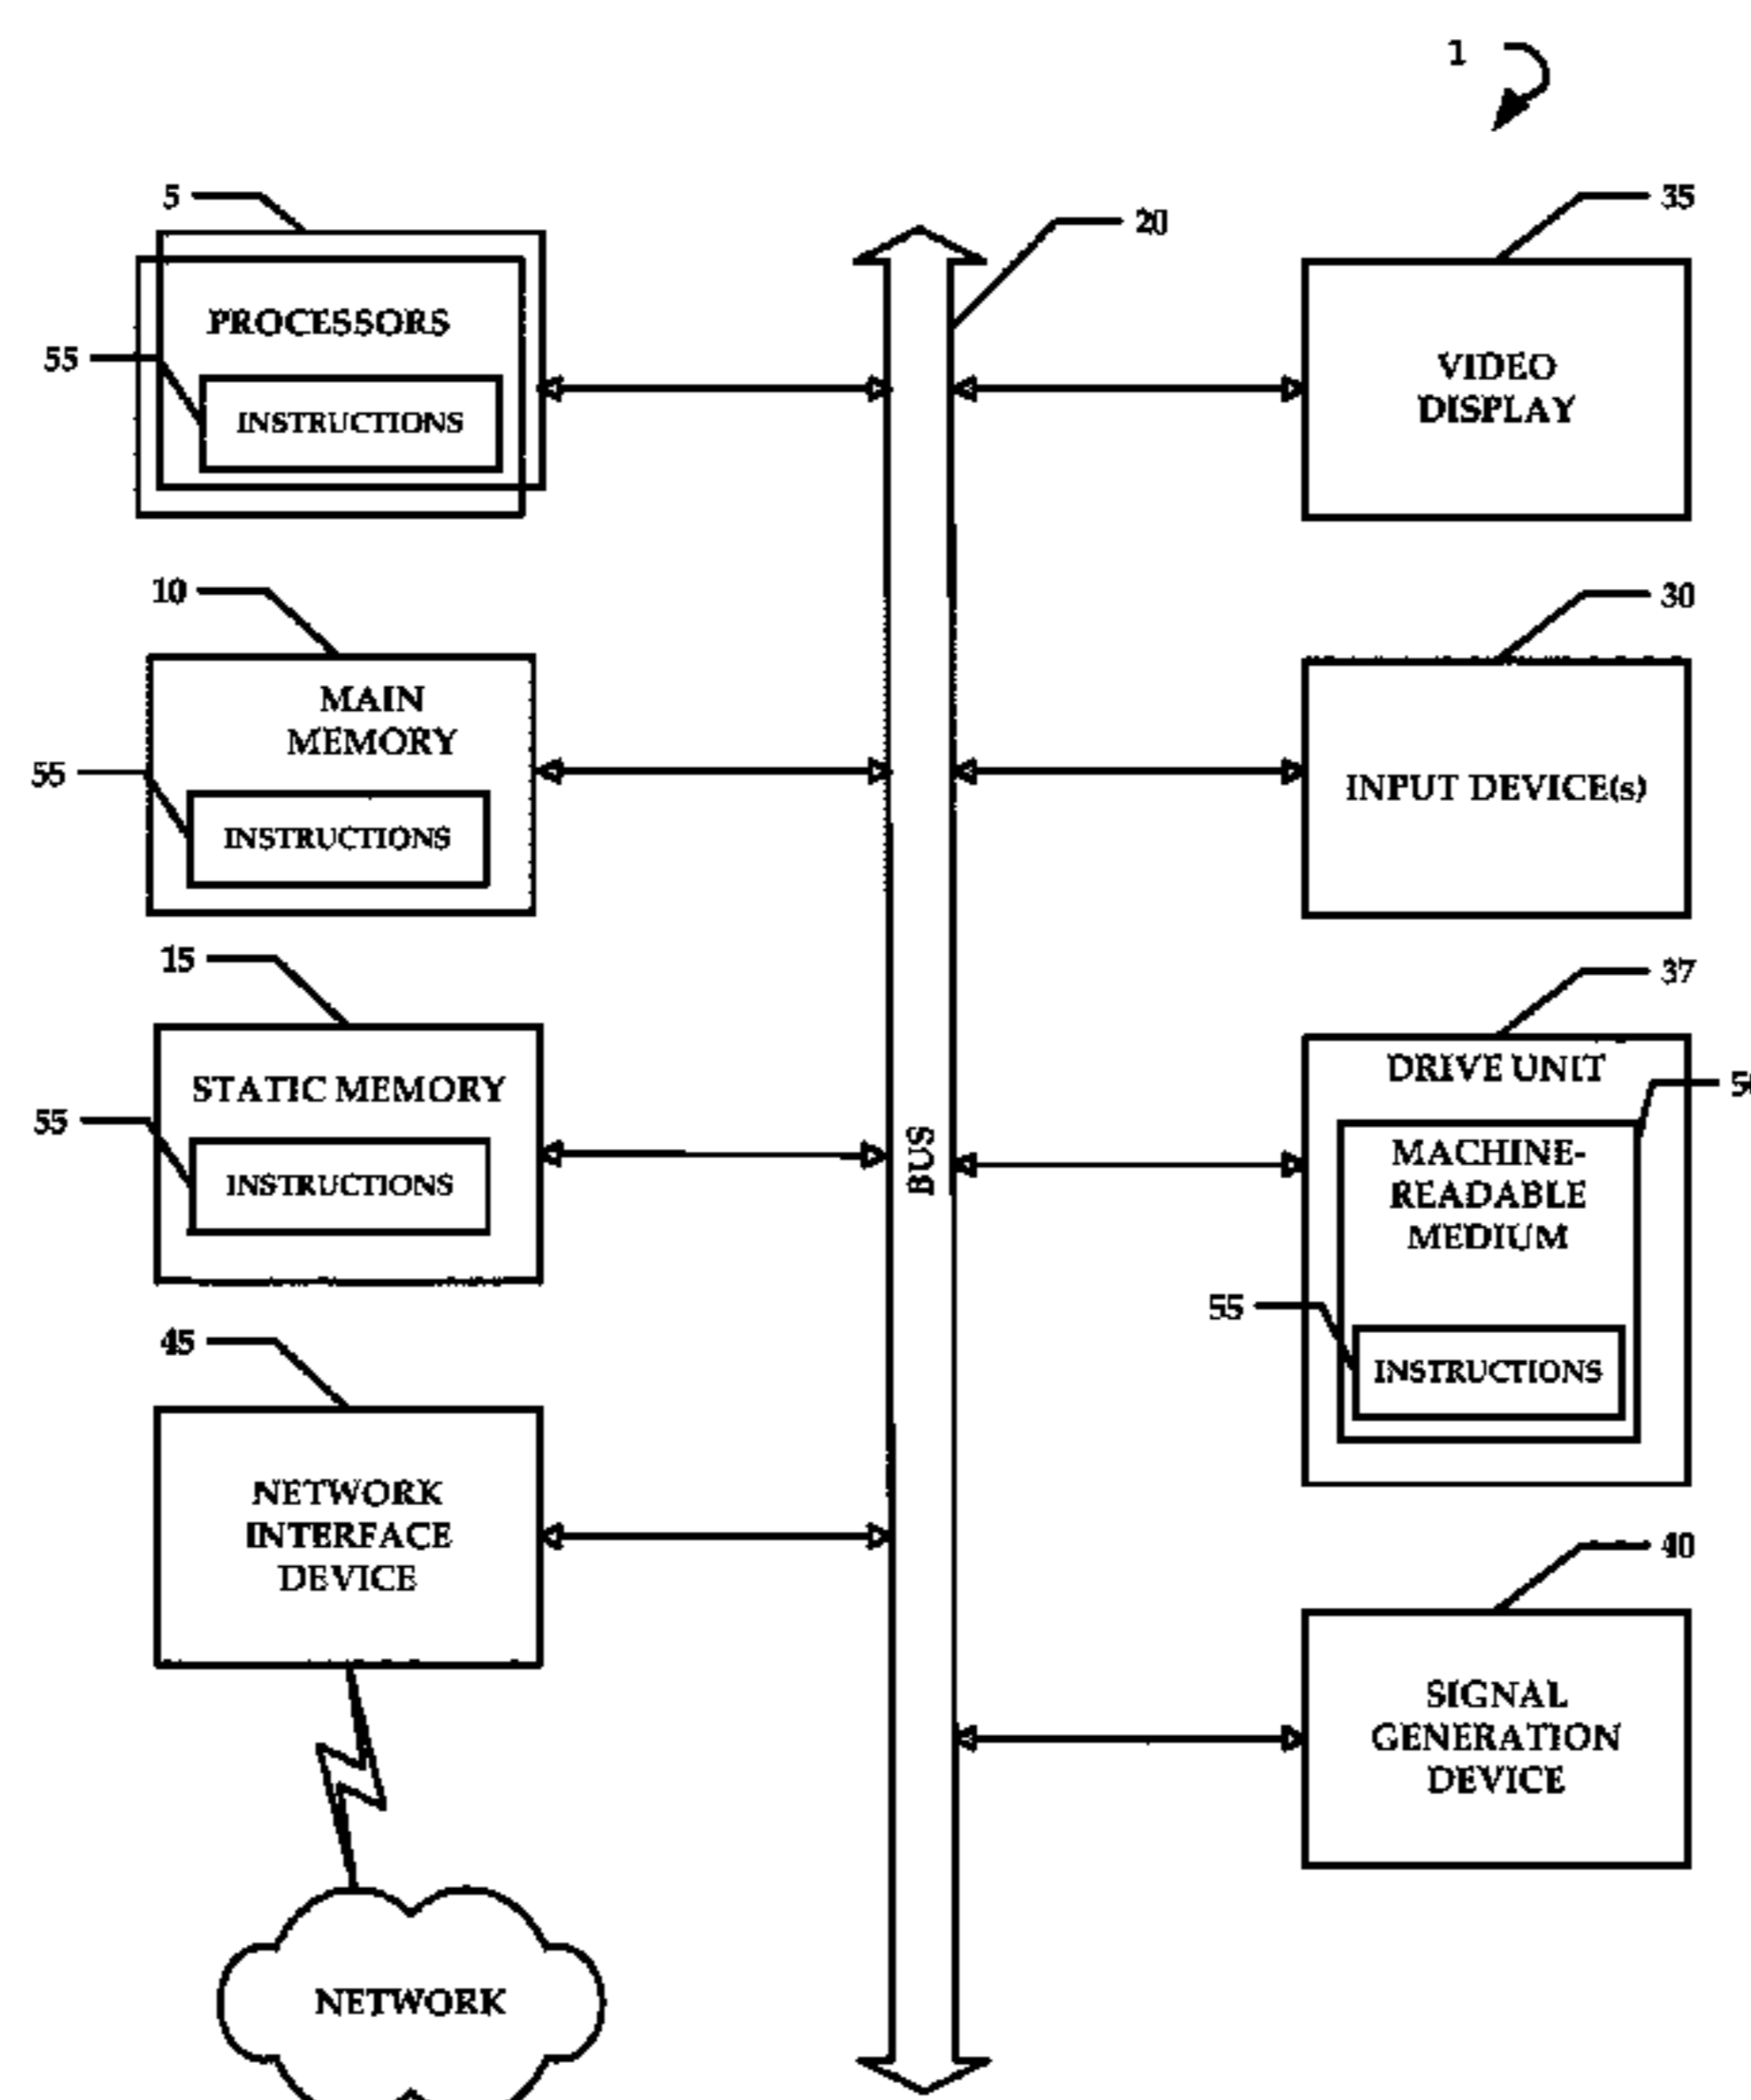 1
5
PROCESSORS
55
INSTRUCTIONS
10
MAIN
MEMORY
55
INSTRUCTIONS
15
STATIC MEMORY
55
INSTRUCTIONS
45
NETWORK
INTERFACE
DEVICE
NETWORK
20
BUS
35
VIDEO
DISPLAY
30
INPUT DEVICE(s)
37
DRIVE UNIT
MACHINE-
READABLE
MEDIUM
55
INSTRUCTIONS
40
SIGNAL
GENERATION
DEVICE